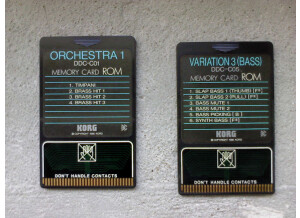 ORCHESTRA 1
DDC-C01
MEMORY CARD ROM
1. TIMPANI
2. BRASS HIT 1
3. BRASS HIT 2
4. BRASS HIT 3
KORG
DON'T HANDLE CONTACTS
VARIATION 3 (BASS)
MEMORY CARD ROM
1. SLAP BASS 1 [THUMB]
2. SLAP BASS 2 [PULL]
3. BASS MUTE 1
4. BASS MUTE 2
5. BASS PICKING
6. SYNTH BASS
KORG
DON'T HANDLE CONTACTS